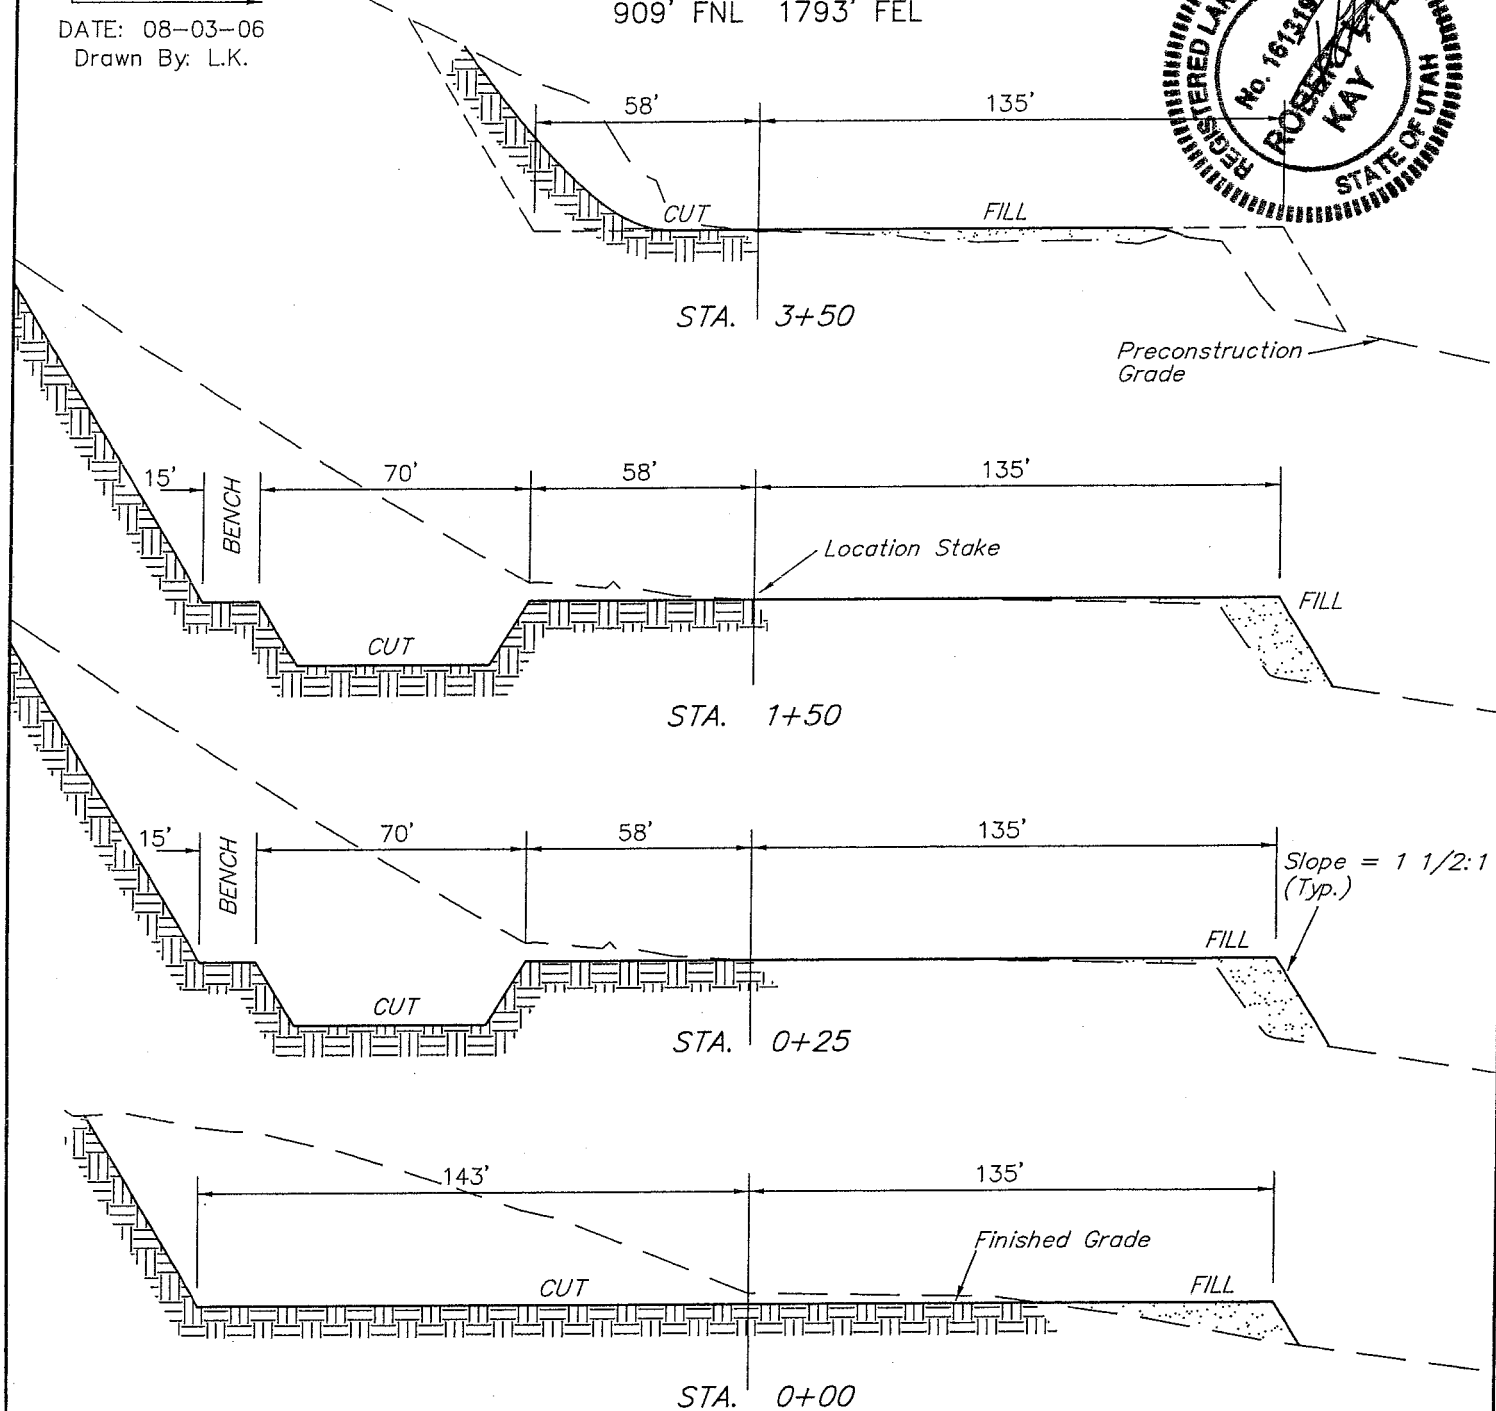 909' FNL 1793' FEL
DATE: 08-03-06
Drawn By: L.K.
REGISTERED
STATE OF UTAH
No. 161319
ROBERT
KAY
58' 135'
CUT FILL
STA. 3+50
Preconstruction
Grade
15' BENCH 70' 58' 135'
Location Stake
CUT FILL
STA. 1+50
15' BENCH 70' 58' 135'
Slope = 1 1/2:1
(Typ.)
FILL
CUT
STA. 0+25
143' 135'
Finished Grade
CUT FILL
STA. 0+00